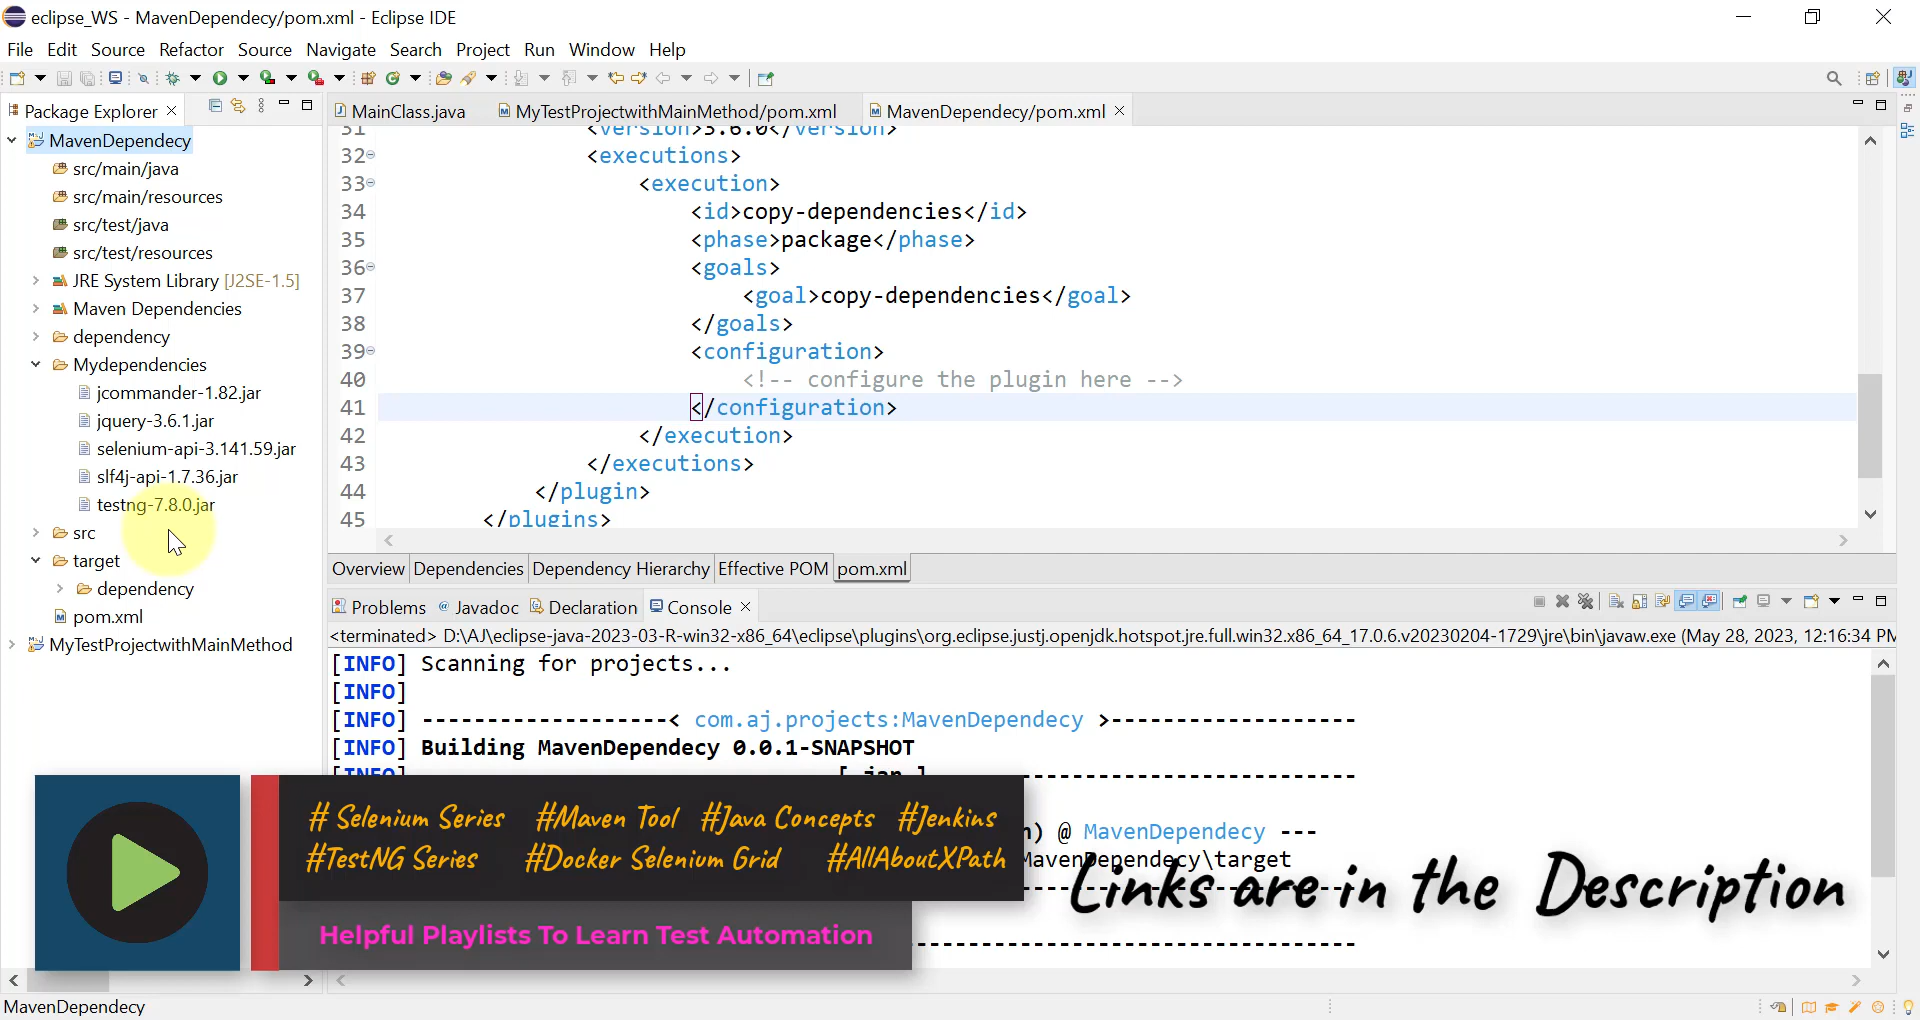 eclipse_WS - MavenDependecy/pom.xml - Eclipse IDE
File Edit Source Refactor Source Navigate Search Project Run Window Help
Package Explorer
MainClass.java MyTestProjectwithMainMethod/pom.xml MavenDependecy/pom.xml
MavenDependecy
src/main/java
src/main/resources
src/test/java
src/test/resources
JRE System Library [J2SE-1.5]
Maven Dependencies
dependency
Mydependencies
jcommander-1.82.jar
jquery-3.6.1.jar
selenium-api-3.141.59.jar
slf4j-api-1.7.36.jar
testng-7.8.0.jar
src
target
dependency
pom.xml
MyTestProjectwithMainMethod
31 <version>3.6.0</version>
32 <executions>
33 <execution>
34 <id>copy-dependencies</id>
35 <phase>package</phase>
36 <goals>
37 <goal>copy-dependencies</goal>
38 </goals>
39 <configuration>
40 <!-- configure the plugin here -->
41 </configuration>
42 </execution>
43 </executions>
44 </plugin>
45 </plugins>
Overview Dependencies Dependency Hierarchy Effective POM pom.xml
Problems Javadoc Declaration Console
<terminated> D:\AJ\eclipse-java-2023-03-R-win32-x86_64\eclipse\plugins\org.eclipse.justj.openjdk.hotspot.jre.full.win32.x86_64_17.0.6.v20230204-1729\jre\bin\javaw.exe (May 28, 2023, 12:16:34 PM
[INFO] Scanning for projects...
[INFO]
[INFO] -------------------< com.aj.projects:MavenDependecy >-------------------
[INFO] Building MavenDependecy 0.0.1-SNAPSHOT
[INFO] [ jar ]--------------------------------
) @ MavenDependecy ---
MavenDependecy\target
# Selenium Series #Maven Tool #Java Concepts #Jenkins
#TestNG Series #Docker Selenium Grid #AllAboutXPath
Helpful Playlists To Learn Test Automation
Links are in the Description
MavenDependecy